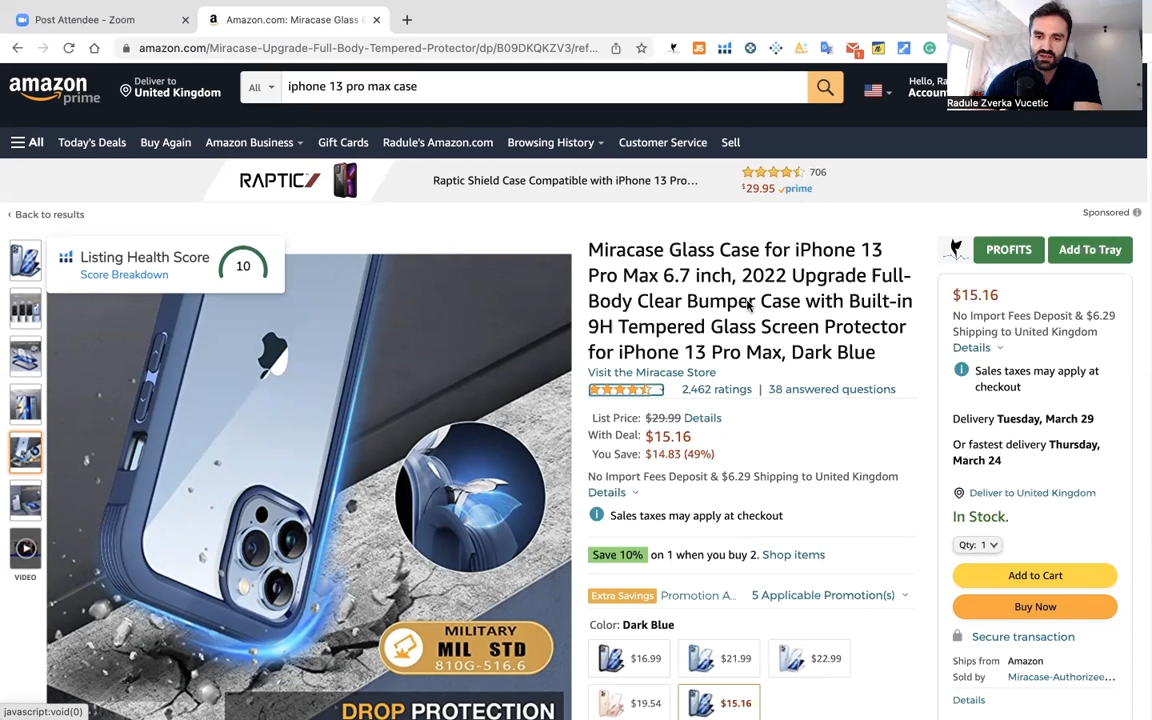 Post Attendee - Zoom
Amazon.com: Miracase Glass C
amazon.com/Miracase-Upgrade-Full-Body-Tempered-Protector/dp/B09DKQKZV3/ref...
amazon
prime
Deliver to
United Kingdom
All
iphone 13 pro max case
Hello, Ra
Accoun
Radule Zverka Vucetic
All
Today's Deals
Buy Again
Amazon Business
Gift Cards
Radule's Amazon.com
Browsing History
Customer Service
Sell
RAPTIC
Raptic Shield Case Compatible with iPhone 13 Pro...
706
$29.95 prime
‹ Back to results
Sponsored
Listing Health Score
Score Breakdown
10
VIDEO
MILITARY
MIL STD
810G-516.6
DROP PROTECTION
Miracase Glass Case for iPhone 13
Pro Max 6.7 inch, 2022 Upgrade Full-
Body Clear Bumper Case with Built-in
9H Tempered Glass Screen Protector
for iPhone 13 Pro Max, Dark Blue
Visit the Miracase Store
2,462 ratings | 38 answered questions
List Price: $29.99 Details
With Deal: $15.16
You Save: $14.83 (49%)
No Import Fees Deposit & $6.29 Shipping to United Kingdom
Details
Sales taxes may apply at checkout
Save 10% on 1 when you buy 2. Shop items
Extra Savings Promotion A... 5 Applicable Promotion(s)
Color: Dark Blue
$16.99
$21.99
$22.99
$19.54
$15.16
PROFITS
Add To Tray
$15.16
No Import Fees Deposit & $6.29
Shipping to United Kingdom
Details
Sales taxes may apply at
checkout
Delivery Tuesday, March 29
Or fastest delivery Thursday,
March 24
Deliver to United Kingdom
In Stock.
Qty: 1
Add to Cart
Buy Now
Secure transaction
Ships from Amazon
Sold by Miracase-Authorizee...
Details
javascript:void(0)